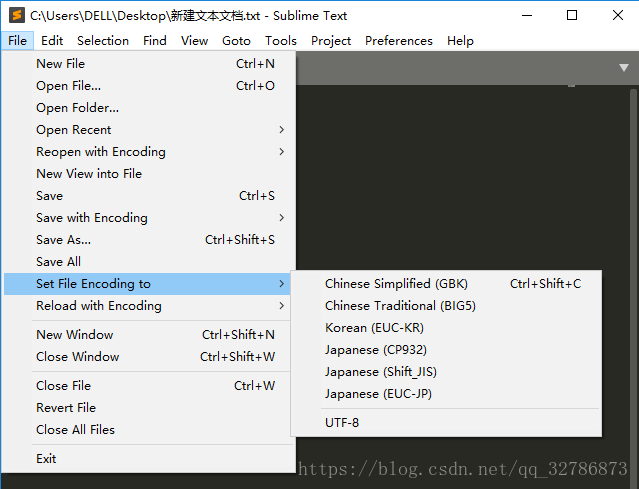 C:\Users\DELL\Desktop\新建文本文档.txt - Sublime Text
File Edit Selection Find View Goto Tools Project Preferences Help
New File Ctrl+N
Open File... Ctrl+O
Open Folder...
Open Recent
Reopen with Encoding
New View into File
Save Ctrl+S
Save with Encoding
Save As... Ctrl+Shift+S
Save All
Set File Encoding to
Reload with Encoding
New Window Ctrl+Shift+N
Close Window Ctrl+Shift+W
Close File Ctrl+W
Revert File
Close All Files
Exit
Chinese Simplified (GBK) Ctrl+Shift+C
Chinese Traditional (BIG5)
Korean (EUC-KR)
Japanese (CP932)
Japanese (Shift_JIS)
Japanese (EUC-JP)
UTF-8
https://blog.csdn.net/qq_32786873